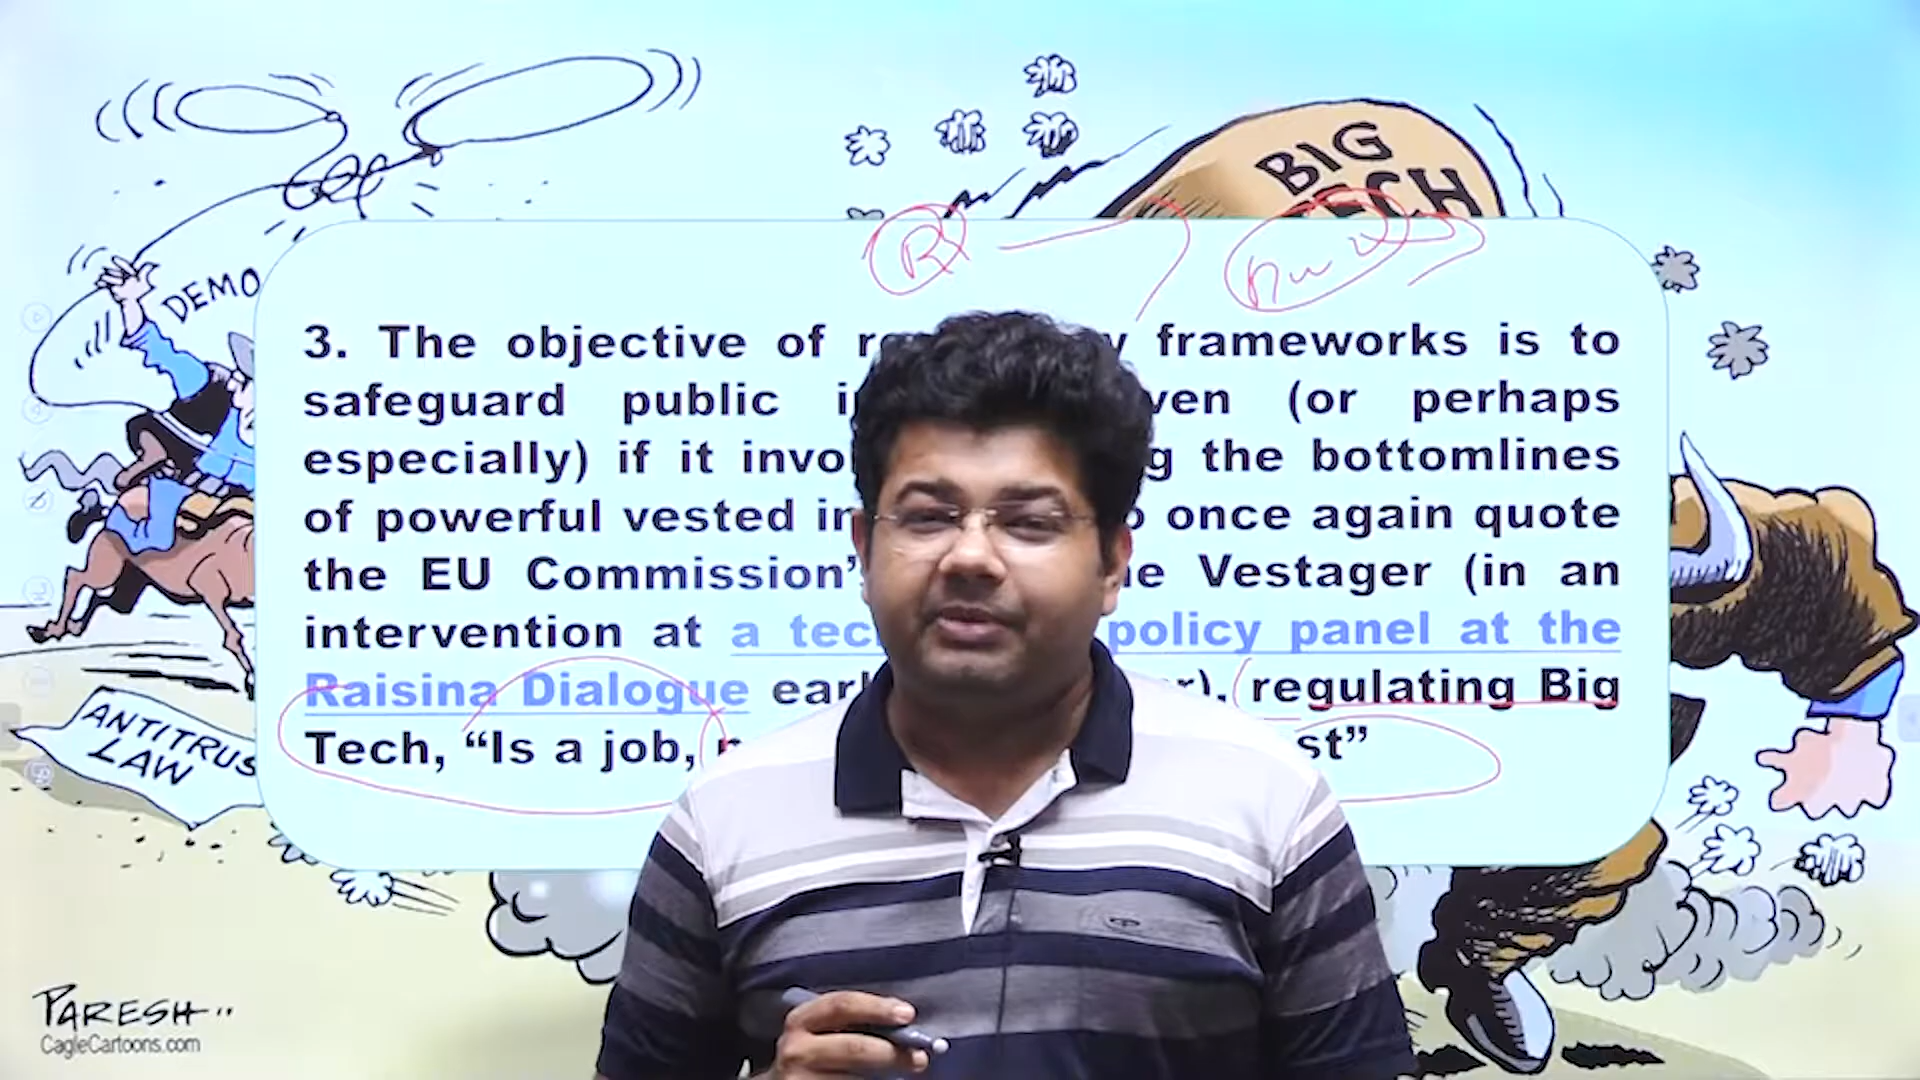 BIG
TECH
DEMO
3. The objective of frameworks is to
safeguard public (or perhaps
especially) if it the bottomlines
of powerful vested once again quote
the EU Commission’s Vestager (in an
intervention at a policy panel at the
Raisina Dialogue regulating Big
Tech, “Is a job,
ANTITRUS
LAW
PARESH
CagleCartoons.com